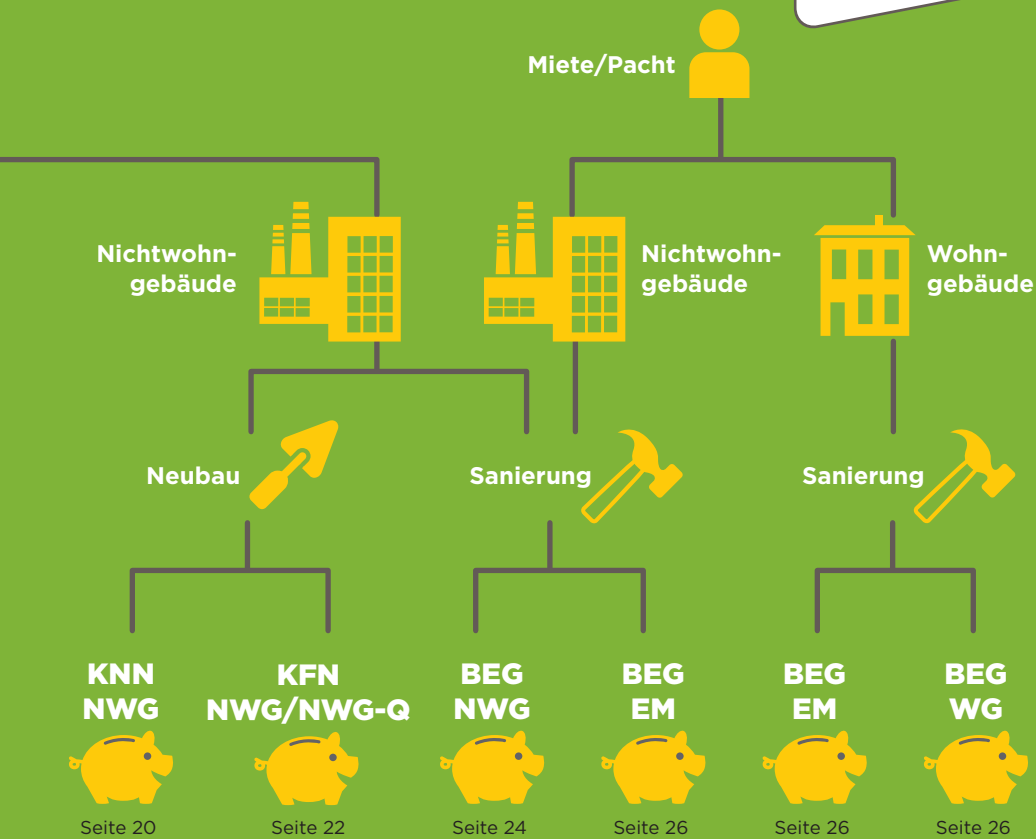 Miete/Pacht
Nichtwohn-
gebäude
Nichtwohn-
gebäude
Wohn-
gebäude
Neubau
Sanierung
Sanierung
KNN
NWG
KFN
NWG/NWG-Q
BEG
NWG
BEG
EM
BEG
EM
BEG
WG
Seite 20
Seite 22
Seite 24
Seite 26
Seite 26
Seite 26